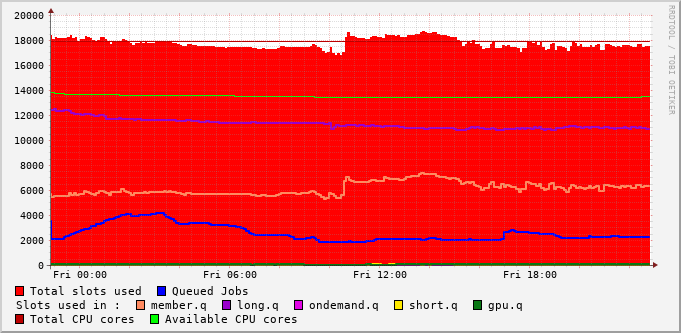 RRDTOOL / TOBI OETIKER
20000
18000
16000
14000
12000
10000
8000
6000
4000
2000
0
Fri 00:00 Fri 06:00 Fri 12:00 Fri 18:00
Total slots used Queued Jobs
Slots used in : member.q long.q ondemand.q short.q gpu.q
Total CPU cores Available CPU cores